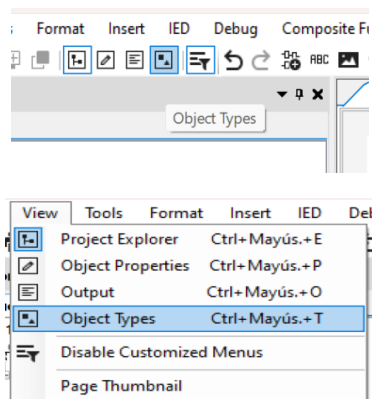 Format Insert IED Debug Composite
ABC
Object Types
View Tools Format Insert IED
Project Explorer Ctrl+Mayús.+E
Object Properties Ctrl+Mayús.+P
Output Ctrl+Mayús.+O
Object Types Ctrl+Mayús.+T
Disable Customized Menus
Page Thumbnail